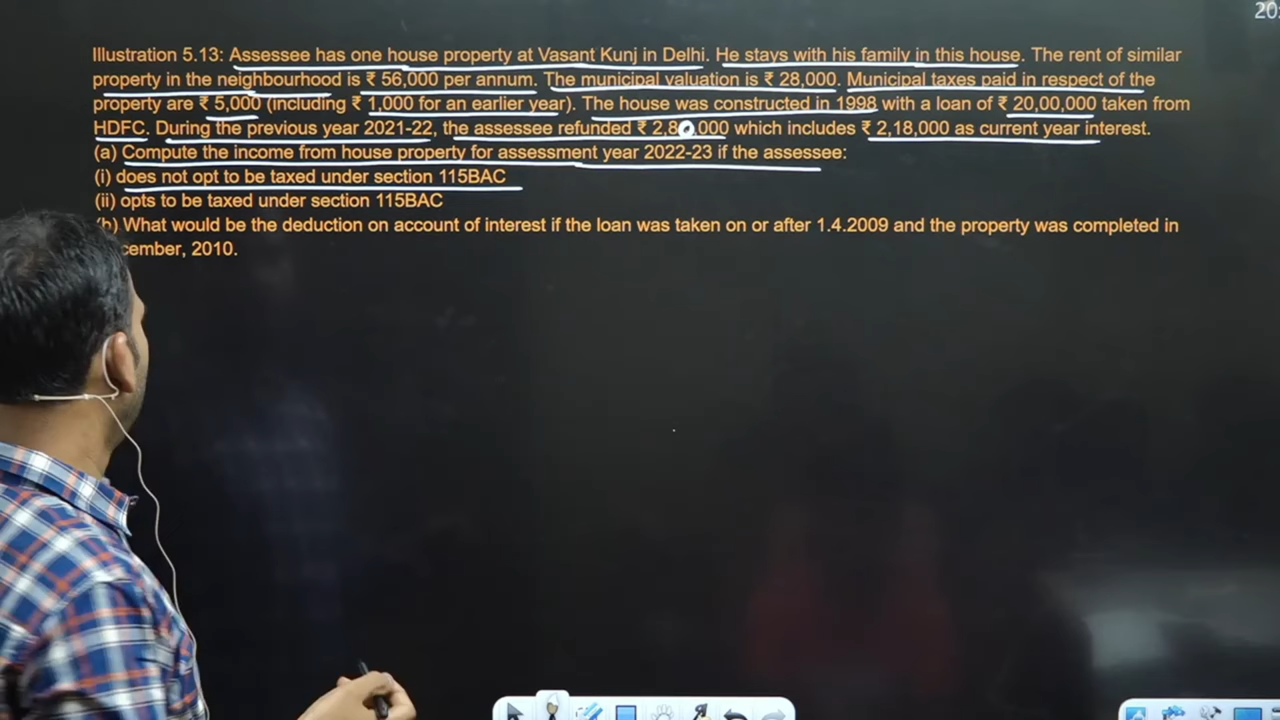 20
Illustration 5.13: Assessee has one house property at Vasant Kunj in Delhi. He stays with his family in this house. The rent of similar
property in the neighbourhood is ₹ 56,000 per annum. The municipal valuation is ₹ 28,000. Municipal taxes paid in respect of the
property are ₹ 5,000 (including ₹ 1,000 for an earlier year). The house was constructed in 1998 with a loan of ₹ 20,00,000 taken from
HDFC. During the previous year 2021-22, the assessee refunded ₹ 2,80,000 which includes ₹ 2,18,000 as current year interest.
(a) Compute the income from house property for assessment year 2022-23 if the assessee:
(i) does not opt to be taxed under section 115BAC
(ii) opts to be taxed under section 115BAC
(b) What would be the deduction on account of interest if the loan was taken on or after 1.4.2009 and the property was completed in
cember, 2010.